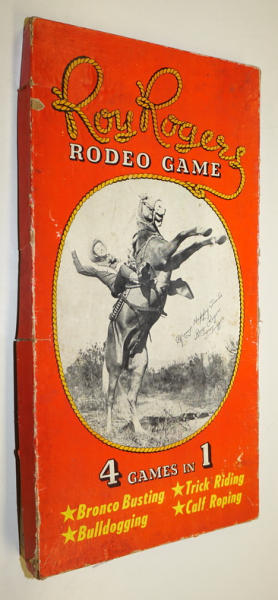 Roy Rogers
RODEO GAME
4 GAMES IN 1
★Bronco Busting ★Trick Riding
★Bulldogging ★Calf Roping